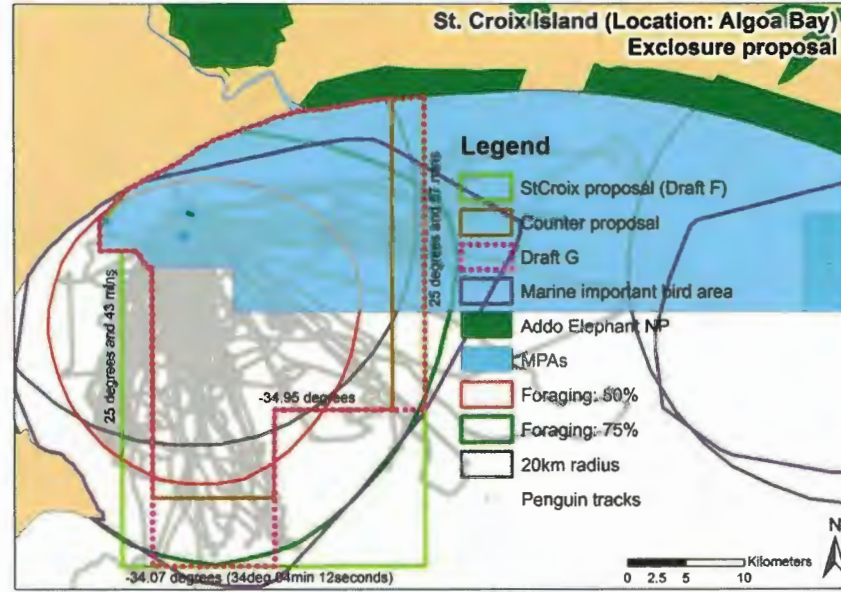 St. Croix Island (Location: Algoa Bay)
Exclosure proposal
Legend
StCroix proposal (Draft F)
Counter proposal
Draft G
Marine important bird area
Addo Elephant NP
MPAs
Foraging: 50%
Foraging: 75%
20km radius
Penguin tracks
25 degrees and 43 mins
25 degrees and 57 mins
-34.95 degrees
-34.07 degrees (34deg 04min 12seconds)
N
Kilometers
0 2.5 5 10